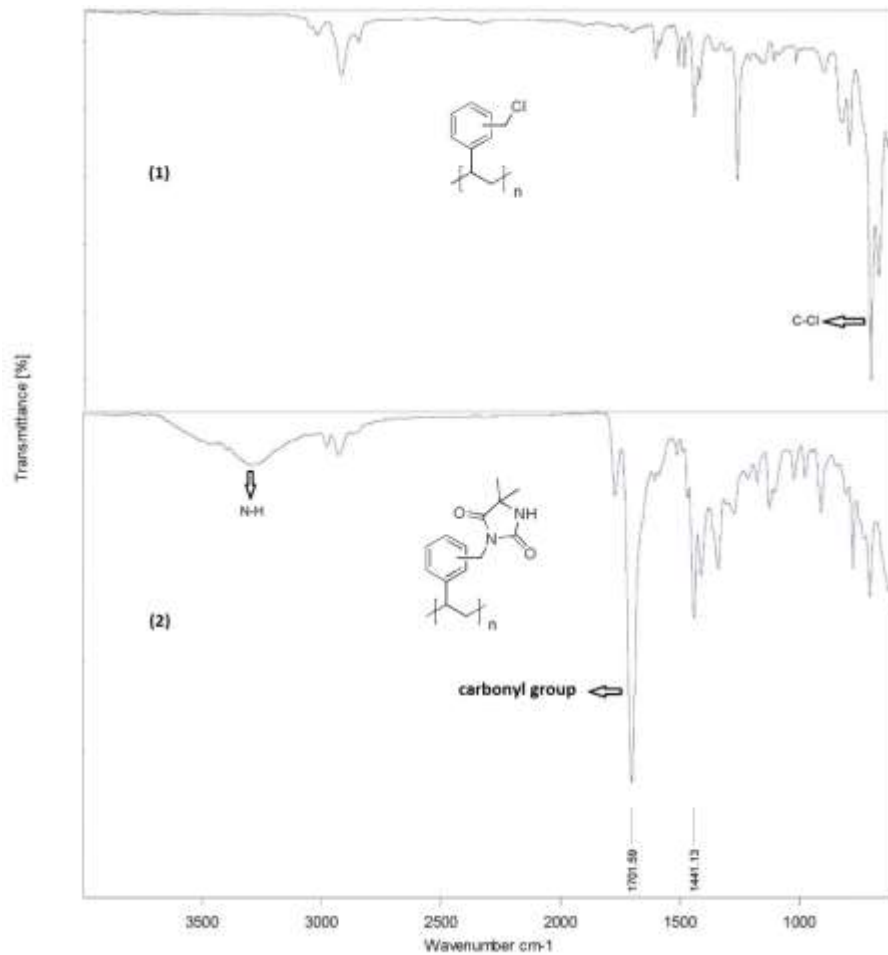 Cl
n
(1)
C-Cl
Transmittance [%]
N-H
O
NH
N
O
n
(2)
carbonyl group
1701.59
1441.13
3500
3000
2500
2000
1500
1000
Wavenumber cm-1